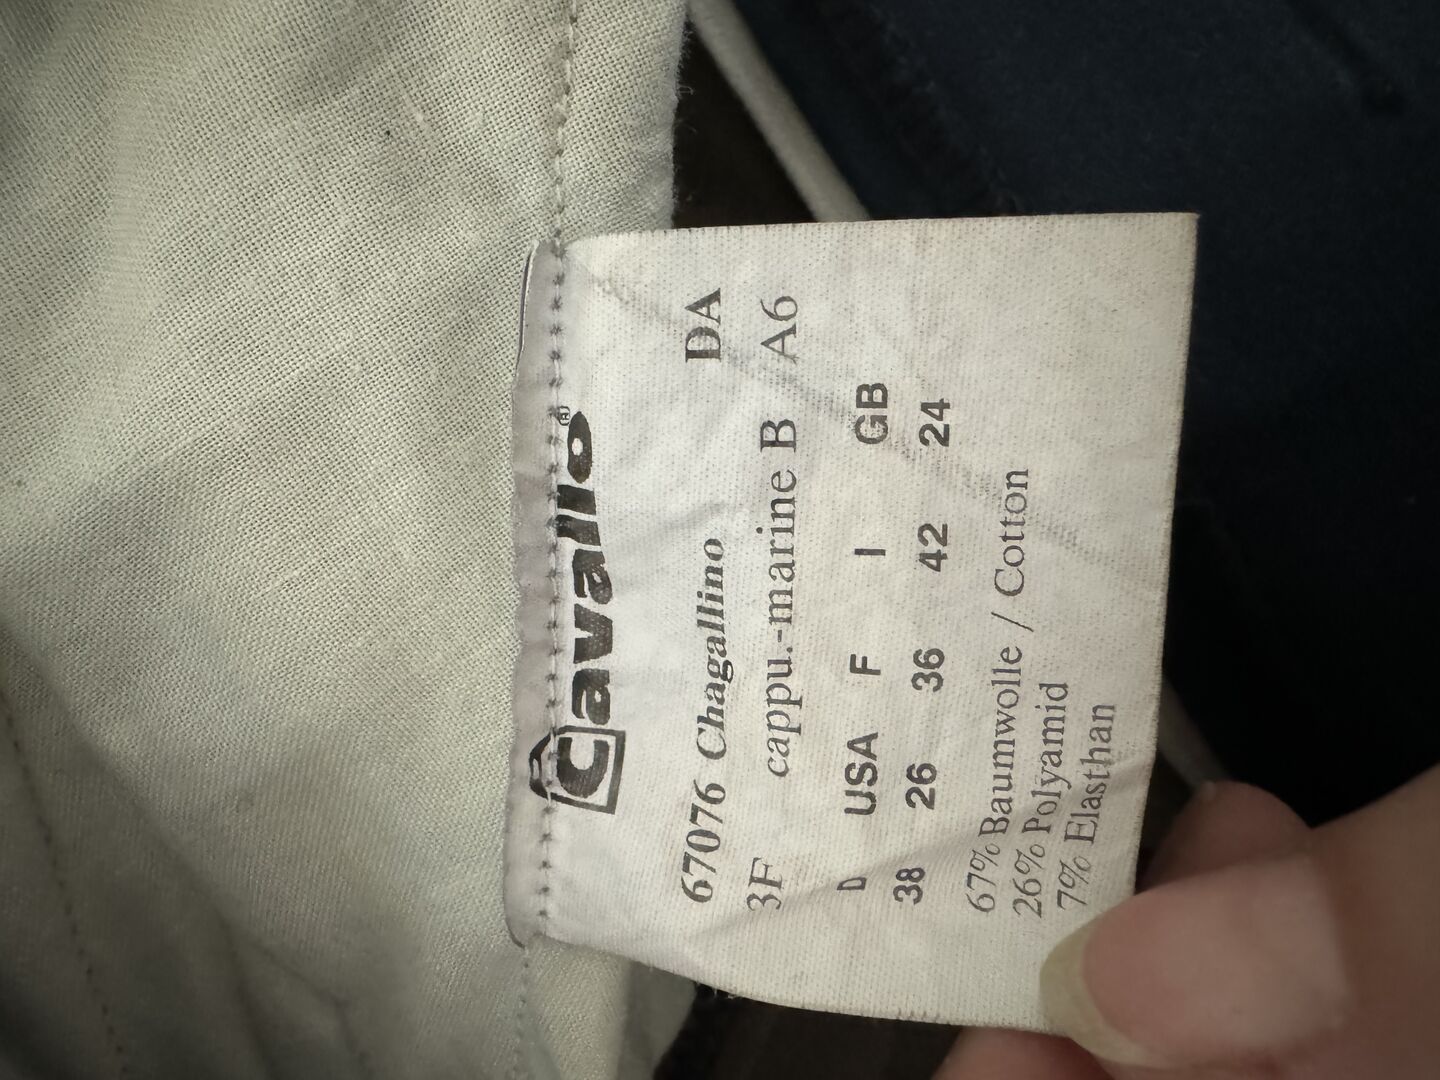 Cavallo®
67076 Chagallino DA
3F cappu.-marine B A6
D USA F I GB
38 26 36 42 24
67% Baumwolle / Cotton
26% Polyamid
7% Elasthan